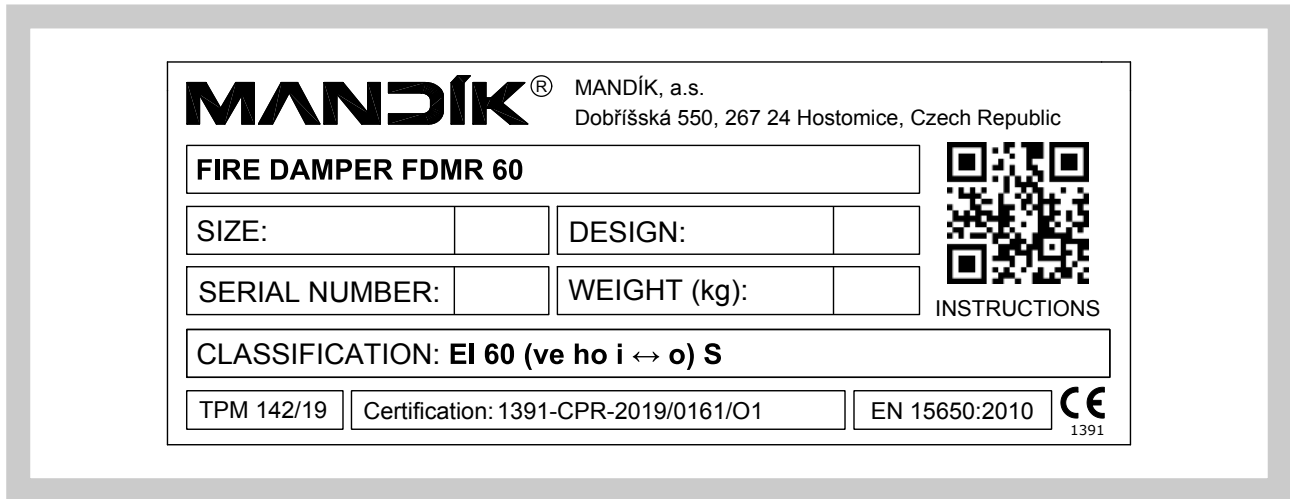 MANDÍK®
MANDÍK, a.s.
Dobříšská 550, 267 24 Hostomice, Czech Republic
FIRE DAMPER FDMR 60
SIZE:
DESIGN:
SERIAL NUMBER:
WEIGHT (kg):
INSTRUCTIONS
CLASSIFICATION: EI 60 (ve ho i ↔ o) S
TPM 142/19
Certification: 1391-CPR-2019/0161/O1
EN 15650:2010
CE
1391